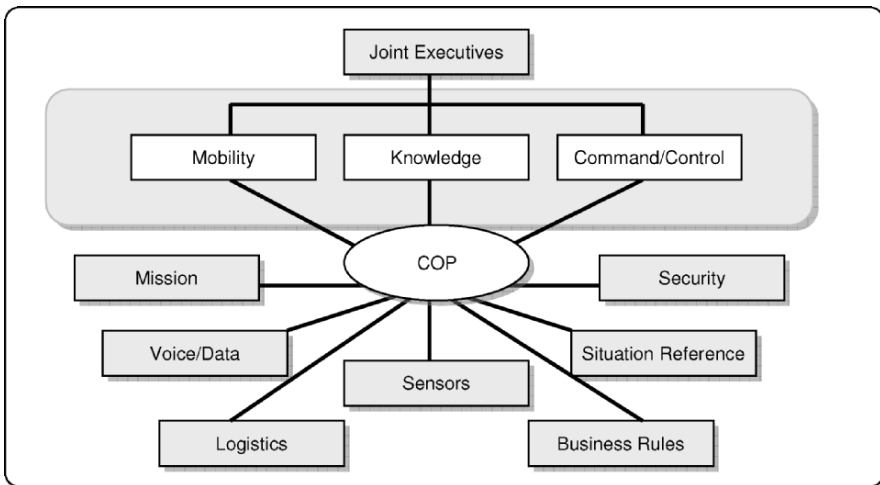 Joint Executives
Mobility
Knowledge
Command/Control
COP
Mission
Security
Voice/Data
Situation Reference
Sensors
Logistics
Business Rules